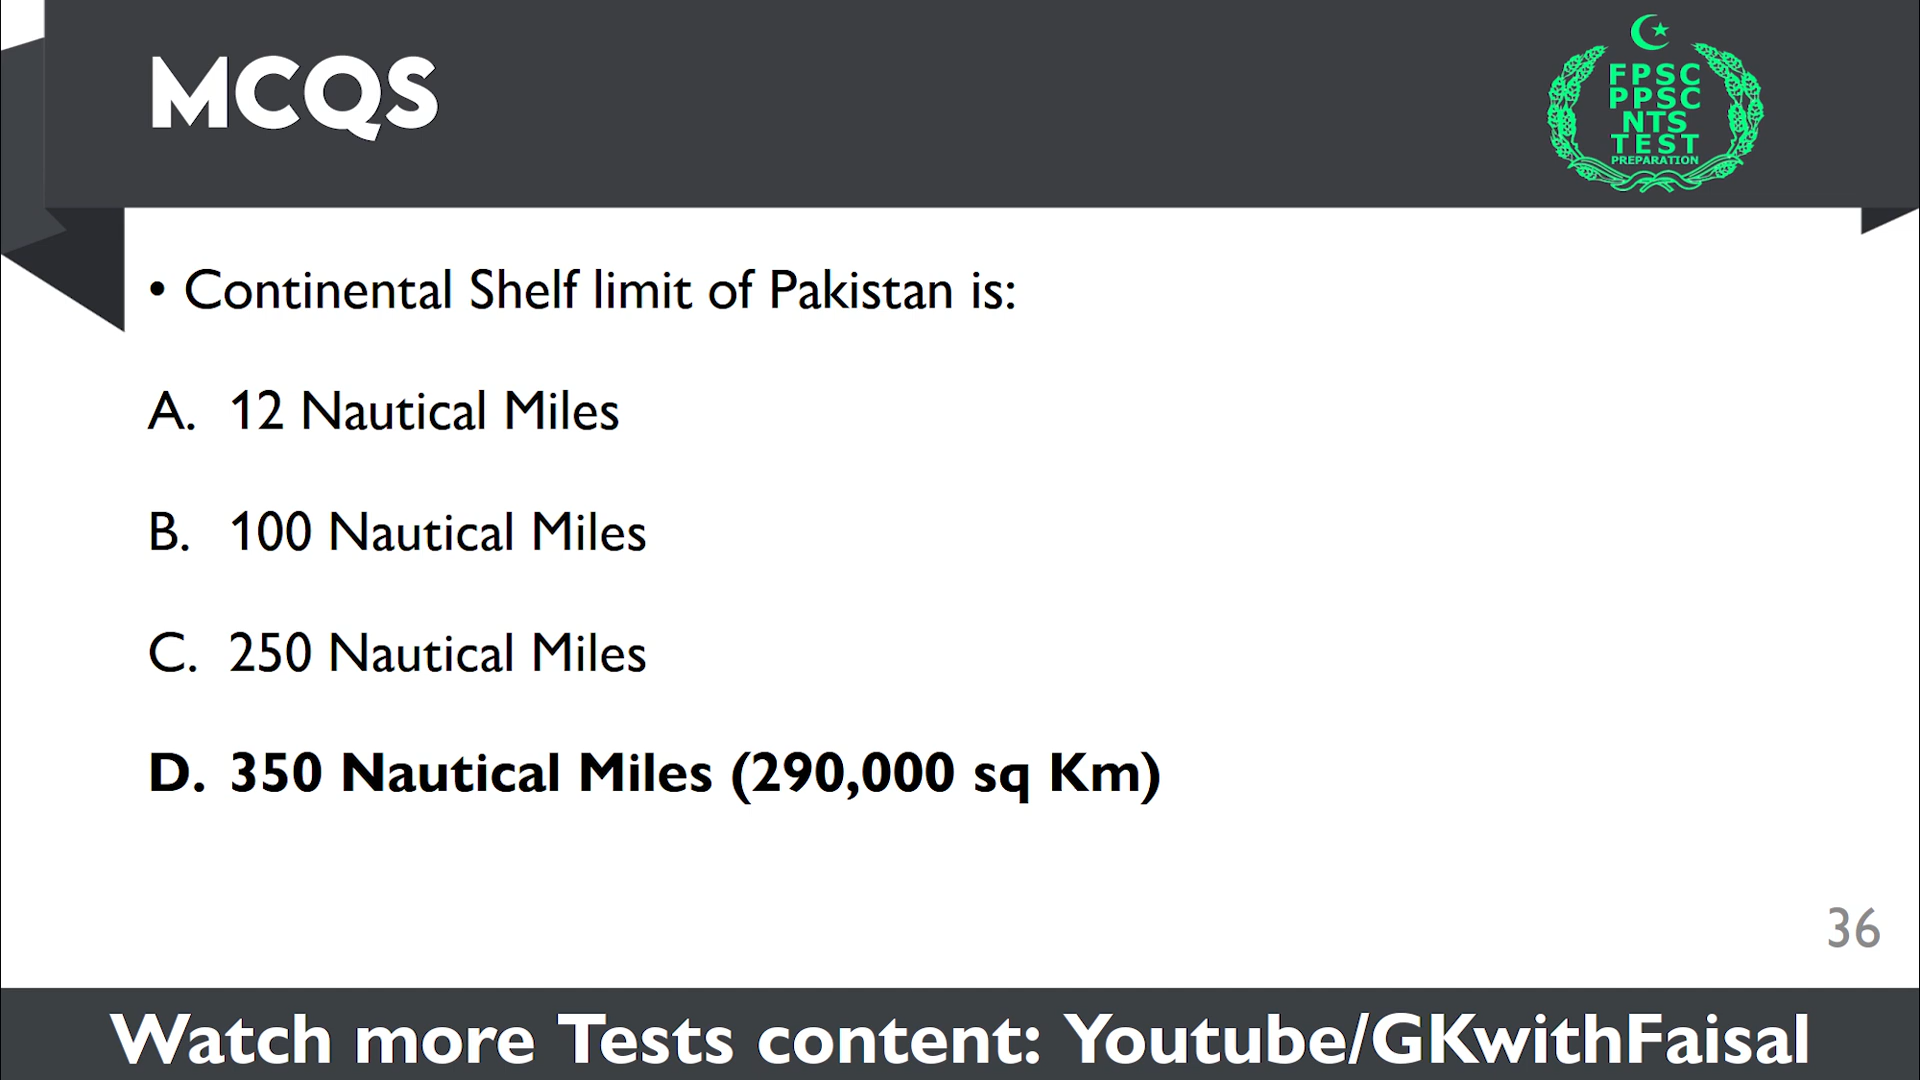 MCQS
FPSC
PPSC
NTS
TEST
PREPARATION
• Continental Shelf limit of Pakistan is:
A. 12 Nautical Miles
B. 100 Nautical Miles
C. 250 Nautical Miles
D. 350 Nautical Miles (290,000 sq Km)
36
Watch more Tests content: Youtube/GKwithFaisal